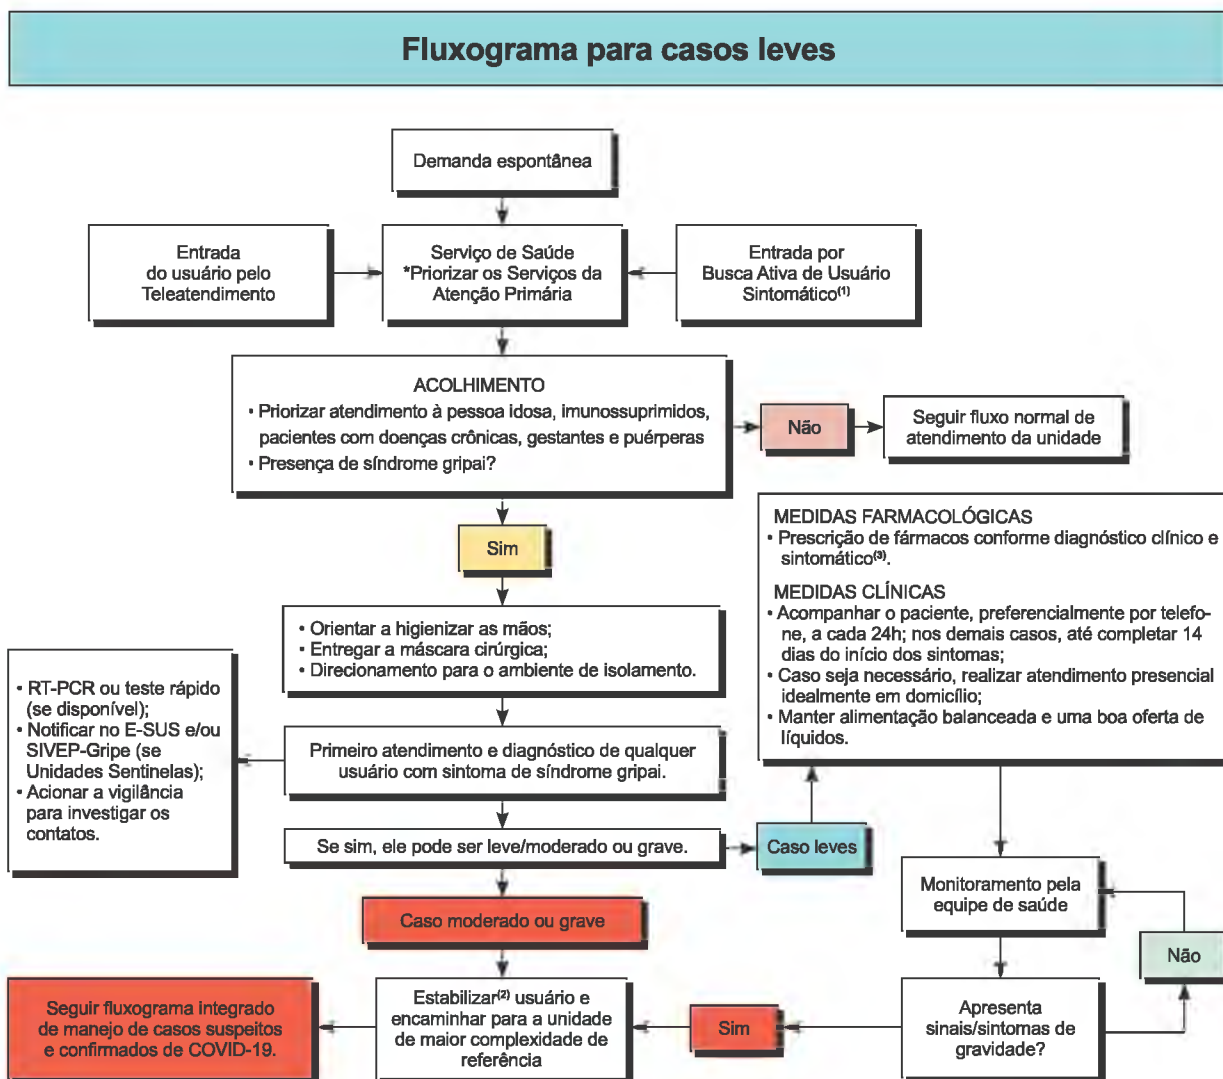 Fluxograma para casos leves
Demanda espontânea
Entrada
do usuário pelo
Teleatendimento
Serviço de Saúde
*Priorizar os Serviços da
Atenção Primária
Entrada por
Busca Ativa de Usuário
Sintomático(1)
ACOLHIMENTO
• Priorizar atendimento à pessoa idosa, imunossuprimidos,
pacientes com doenças crônicas, gestantes e puérperas
• Presença de síndrome gripai?
Não
Seguir fluxo normal de
atendimento da unidade
Sim
• Orientar a higienizar as mãos;
• Entregar a máscara cirúrgica;
• Direcionamento para o ambiente de isolamento.
MEDIDAS FARMACOLÓGICAS
• Prescrição de fármacos conforme diagnóstico clínico e
sintomático(3).
MEDIDAS CLÍNICAS
• Acompanhar o paciente, preferencialmente por telefo-
ne, a cada 24h; nos demais casos, até completar 14
dias do início dos sintomas;
• Caso seja necessário, realizar atendimento presencial
idealmente em domicílio;
• Manter alimentação balanceada e uma boa oferta de
líquidos.
• RT-PCR ou teste rápido
(se disponível);
• Notificar no E-SUS e/ou
SIVEP-Gripe (se
Unidades Sentinelas);
• Acionar a vigilância
para investigar os
contatos.
Primeiro atendimento e diagnóstico de qualquer
usuário com sintoma de síndrome gripai.
Se sim, ele pode ser leve/moderado ou grave.
Caso leves
Caso moderado ou grave
Monitoramento pela
equipe de saúde
Não
Seguir fluxograma integrado
de manejo de casos suspeitos
e confirmados de COVID-19.
Estabilizar(2) usuário e
encaminhar para a unidade
de maior complexidade de
referência
Sim
Apresenta
sinais/sintomas de
gravidade?